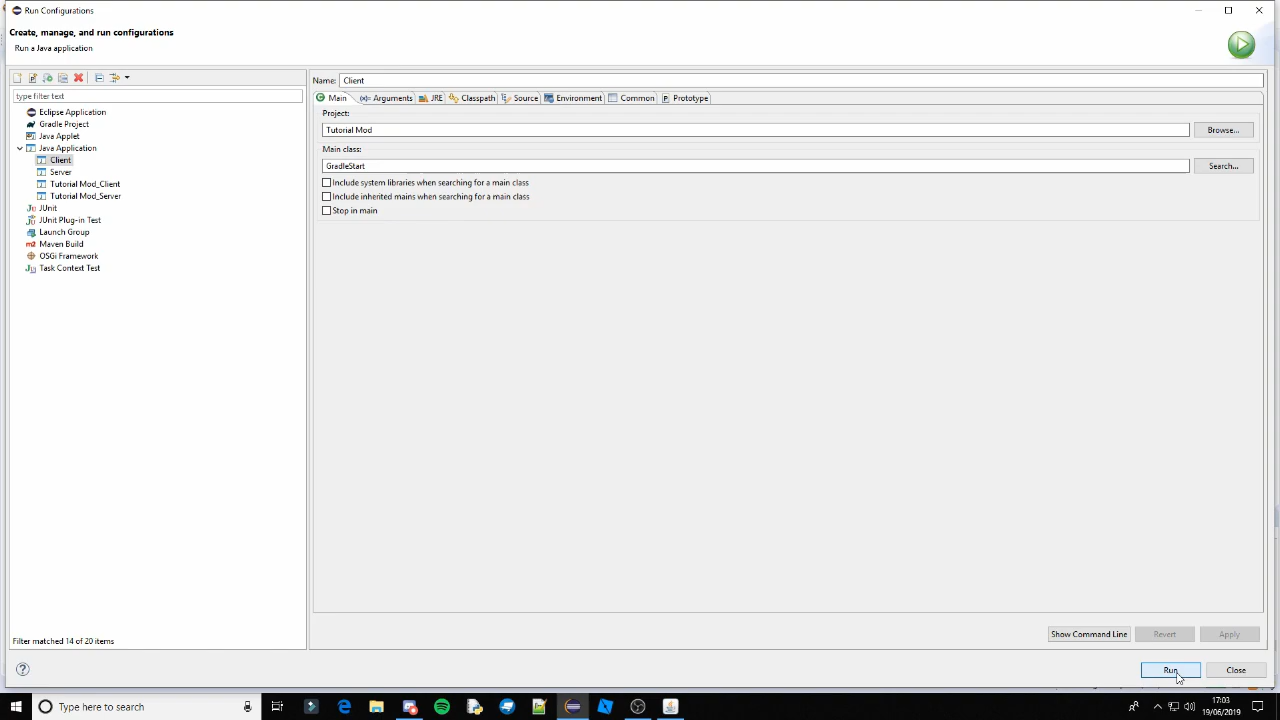 Run Configurations
Create, manage, and run configurations
Run a Java application
type filter text
Eclipse Application
Gradle Project
Java Applet
Java Application
Client
Server
Tutorial Mod_Client
Tutorial Mod_Server
JUnit
JUnit Plug-in Test
Launch Group
Maven Build
OSGi Framework
Task Context Test
Filter matched 14 of 20 items
Name: Client
Main Arguments JRE Classpath Source Environment Common Prototype
Project:
Tutorial Mod Browse...
Main class:
GradleStart Search...
Include system libraries when searching for a main class
Include inherited mains when searching for a main class
Stop in main
Show Command Line Revert Apply
Run Close
Type here to search
17:03
19/06/2019